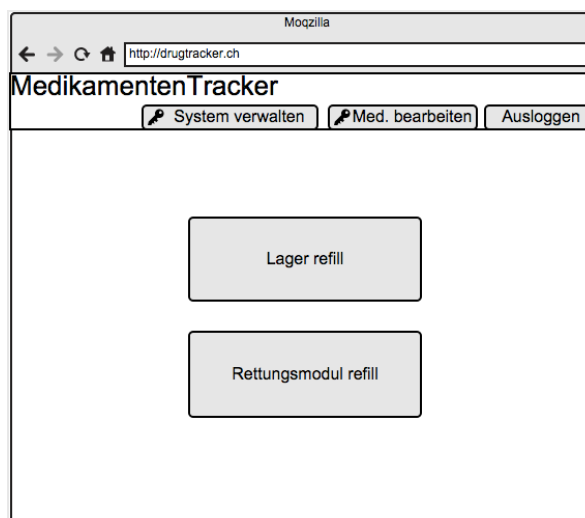 Moqzilla
http://drugtracker.ch
MedikamentenTracker
System verwalten Med. bearbeiten Ausloggen
Lager refill
Rettungsmodul refill